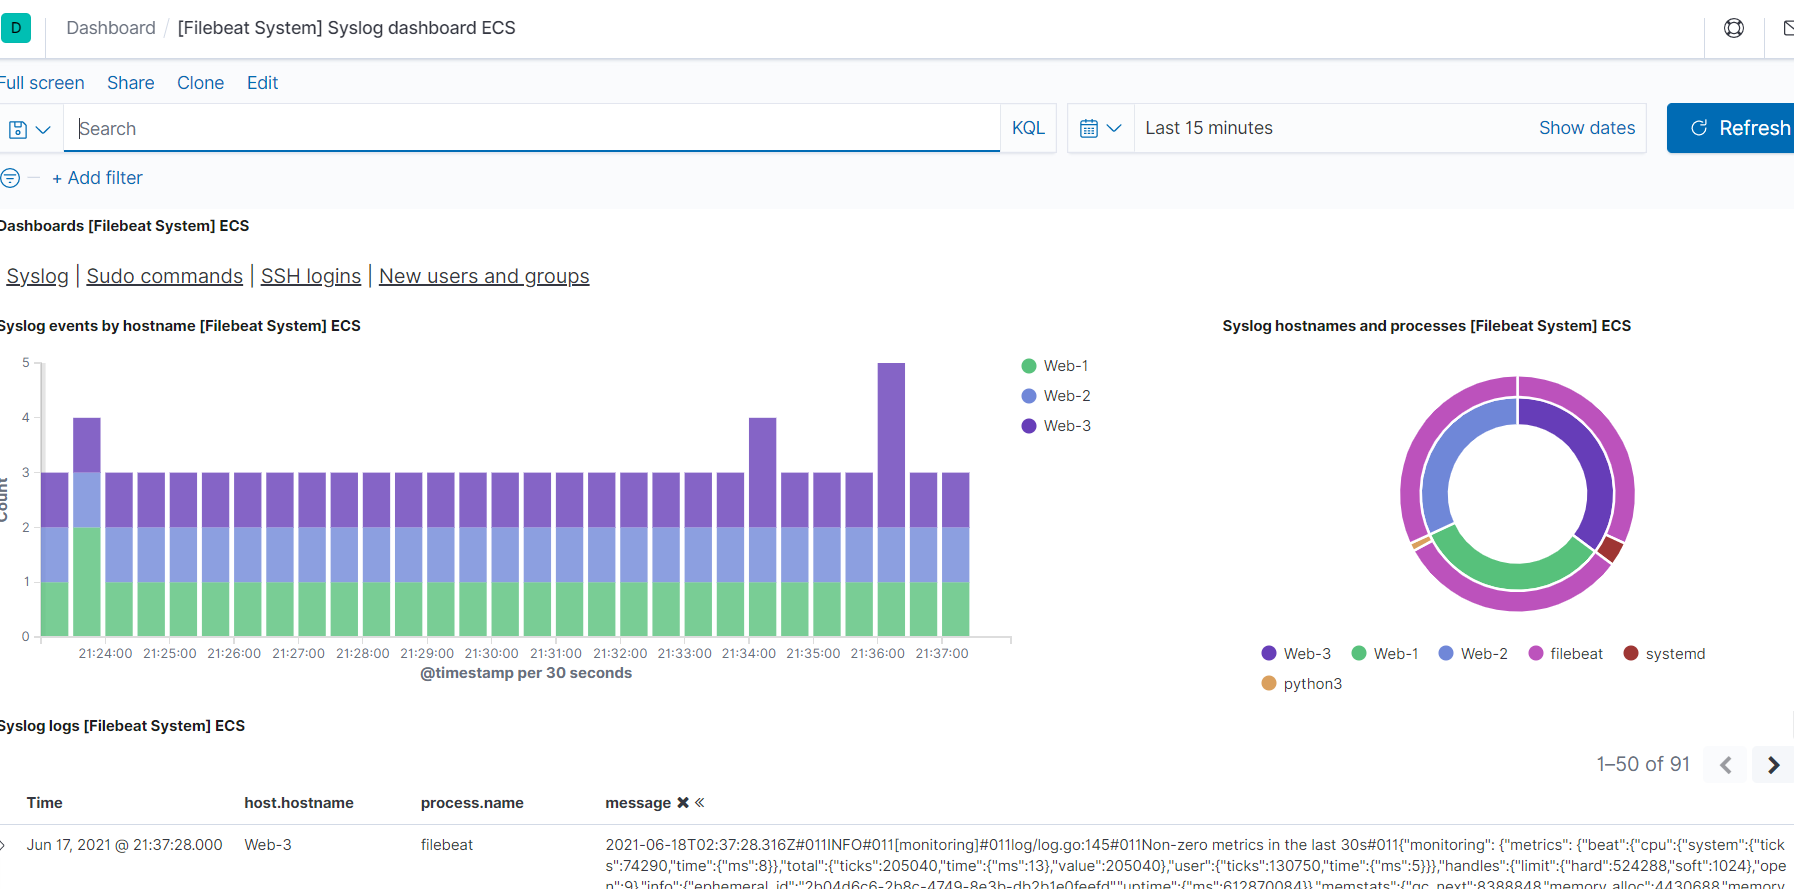 D Dashboard / [Filebeat System] Syslog dashboard ECS
Full screen Share Clone Edit
Search KQL Last 15 minutes Show dates Refresh
+ Add filter
Dashboards [Filebeat System] ECS
Syslog | Sudo commands | SSH logins | New users and groups
Syslog events by hostname [Filebeat System] ECS
5
4
3
2
1
0
Count
21:24:00 21:25:00 21:26:00 21:27:00 21:28:00 21:29:00 21:30:00 21:31:00 21:32:00 21:33:00 21:34:00 21:35:00 21:36:00 21:37:00
@timestamp per 30 seconds
Web-1
Web-2
Web-3
Syslog hostnames and processes [Filebeat System] ECS
Web-3 Web-1 Web-2 filebeat systemd
python3
Syslog logs [Filebeat System] ECS
1–50 of 91
Time host.hostname process.name message
Jun 17, 2021 @ 21:37:28.000 Web-3 filebeat 2021-06-18T02:37:28.316Z#011INFO#011[monitoring]#011log/log.go:145#011Non-zero metrics in the last 30s#011{"monitoring": {"metrics": {"beat":{"cpu":{"system":{"tick
s":74290,"time":{"ms":8}},"total":{"ticks":205040,"time":{"ms":13},"value":205040},"user":{"ticks":130750,"time":{"ms":5}}},"handles":{"limit":{"hard":524288,"soft":1024},"ope
n":9},"info":{"ephemeral_id":"2b04d6c6-2b8c-4749-8e3b-db2b1e0feefd","uptime":{"ms":612870084}},"memstats":{"gc_next":8388848,"memory_alloc":4430688,"memory